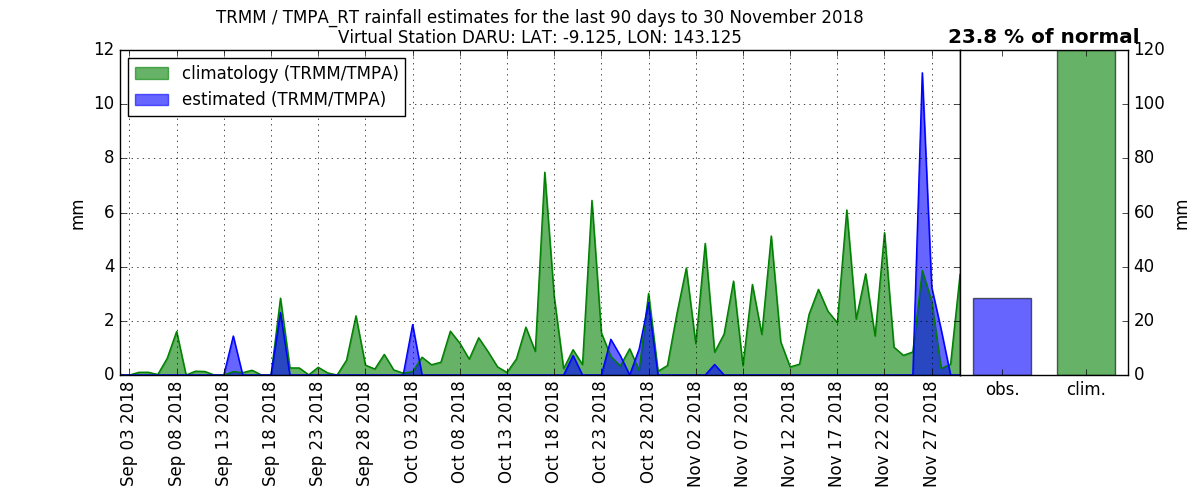 TRMM / TMPA_RT rainfall estimates for the last 90 days to 30 November 2018
Virtual Station DARU: LAT: -9.125, LON: 143.125
23.8 % of normal
climatology (TRMM/TMPA)
estimated (TRMM/TMPA)
mm
12
10
8
6
4
2
0
Sep 03 2018
Sep 08 2018
Sep 13 2018
Sep 18 2018
Sep 23 2018
Sep 28 2018
Oct 03 2018
Oct 08 2018
Oct 13 2018
Oct 18 2018
Oct 23 2018
Oct 28 2018
Nov 02 2018
Nov 07 2018
Nov 12 2018
Nov 17 2018
Nov 22 2018
Nov 27 2018
obs.
clim.
120
100
80
60
40
20
0
mm